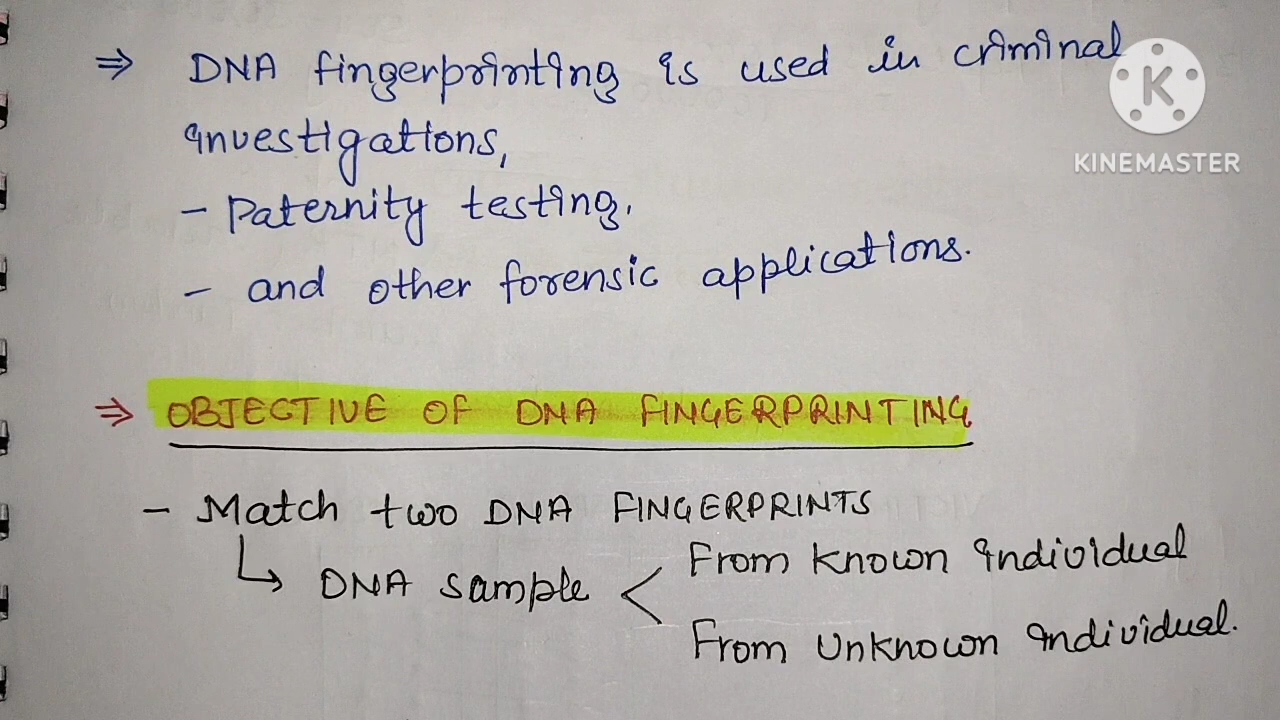 ⇒ DNA fingerprinting is used in criminal
investigations,
- Paternity testing.
- and other forensic applications.
K
KINEMASTER
⇒ OBJECTIVE OF DNA FINGERPRINTING
- Match two DNA FINGERPRINTS
↳ DNA sample < From Known individual
From Unknown individual.